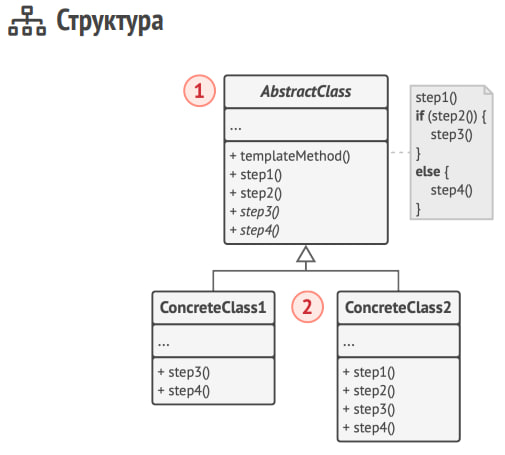 Структура
1
AbstractClass
...
+ templateMethod()
+ step1()
+ step2()
+ step3()
+ step4()
step1()
if (step2()) {
step3()
}
else {
step4()
}
2
ConcreteClass1
...
+ step3()
+ step4()
ConcreteClass2
...
+ step1()
+ step2()
+ step3()
+ step4()